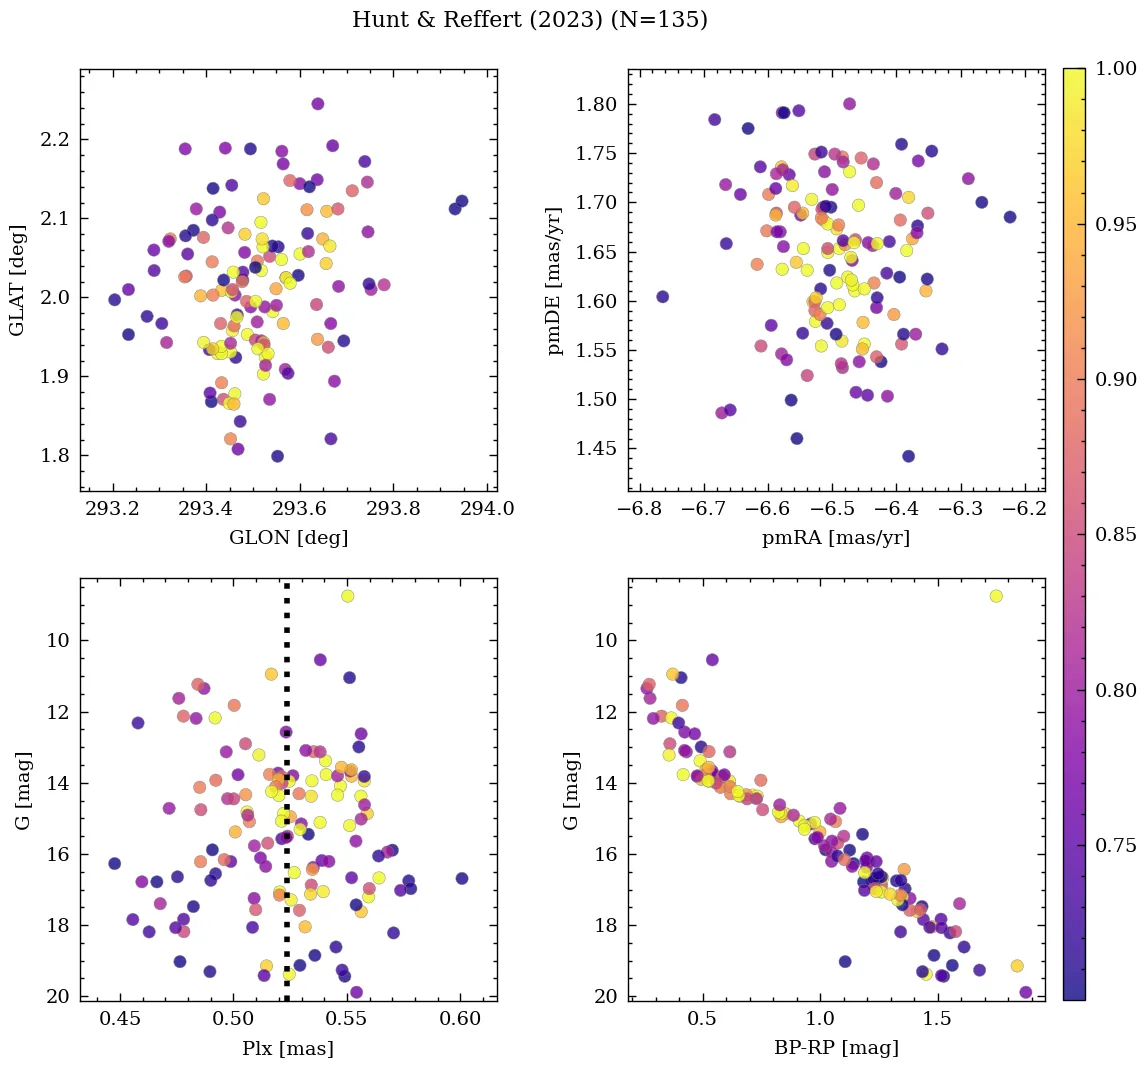 Hunt & Reffert (2023) (N=135)
2.2
2.1
2.0
1.9
1.8
GLAT [deg]
293.2 293.4 293.6 293.8 294.0
GLON [deg]
1.80
1.75
1.70
1.65
1.60
1.55
1.50
1.45
pmDE [mas/yr]
−6.8 −6.7 −6.6 −6.5 −6.4 −6.3 −6.2
pmRA [mas/yr]
10
12
14
16
18
20
G [mag]
0.45 0.50 0.55 0.60
Plx [mas]
10
12
14
16
18
20
G [mag]
0.5 1.0 1.5
BP-RP [mag]
1.00
0.95
0.90
0.85
0.80
0.75